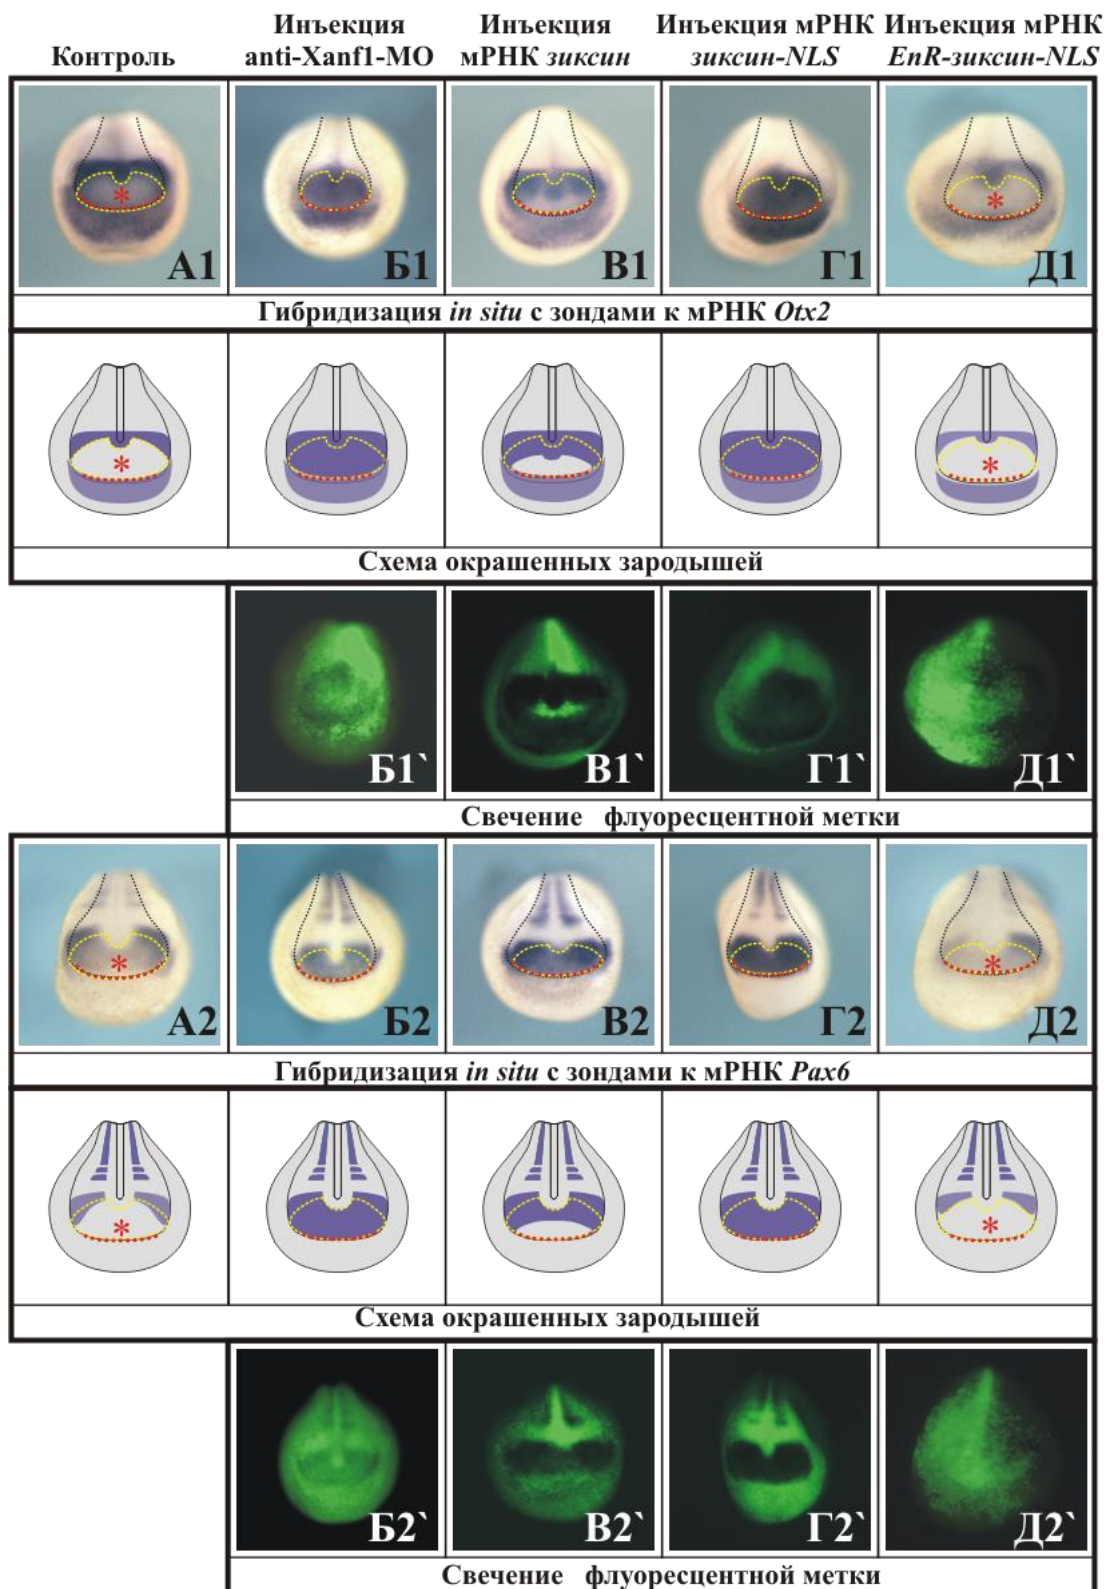 Контроль
Инъекция
anti-Xanf1-МО
Инъекция
мРНК зиксин
Инъекция мРНК
зиксин-NLS
Инъекция мРНК
EnR-зиксин-NLS
*
А1
Б1
В1
Г1
*
Д1
Гибридизация in situ с зондами к мРНК Otx2
*
*
Схема окрашенных зародышей
Б1`
В1`
Г1`
Д1`
Свечение флуоресцентной метки
*
А2
Б2
В2
Г2
*
Д2
Гибридизация in situ с зондами к мРНК Pax6
*
*
Схема окрашенных зародышей
Б2`
В2`
Г2`
Д2`
Свечение флуоресцентной метки